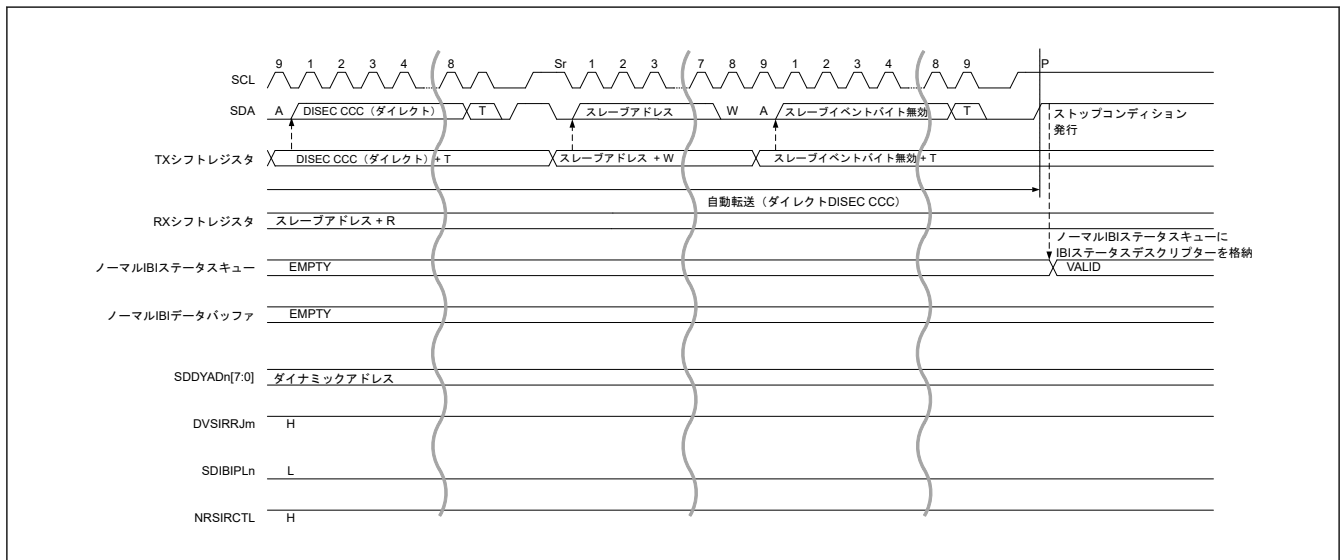 9 1 2 3 4 8 Sr 1 2 3 7 8 9 1 2 3 4 8 9 P
SCL
SDA A DISEC CCC（ダイレクト） T スレーブアドレス W A スレーブイベントバイト無効 T ストップコンディション
発行
TXシフトレジスタ DISEC CCC（ダイレクト）+ T スレーブアドレス + W スレーブイベントバイト無効 + T
自動転送（ダイレクトDISEC CCC）
RXシフトレジスタ スレーブアドレス + R
ノーマルIBIステータスキューに
IBIステータスデスクリプターを格納
ノーマルIBIステータスキュー EMPTY VALID
ノーマルIBIデータバッファ EMPTY
SDDYADn[7:0] ダイナミックアドレス
DVSIRRJm H
SDIBIPLn L
NRSIRCTL H